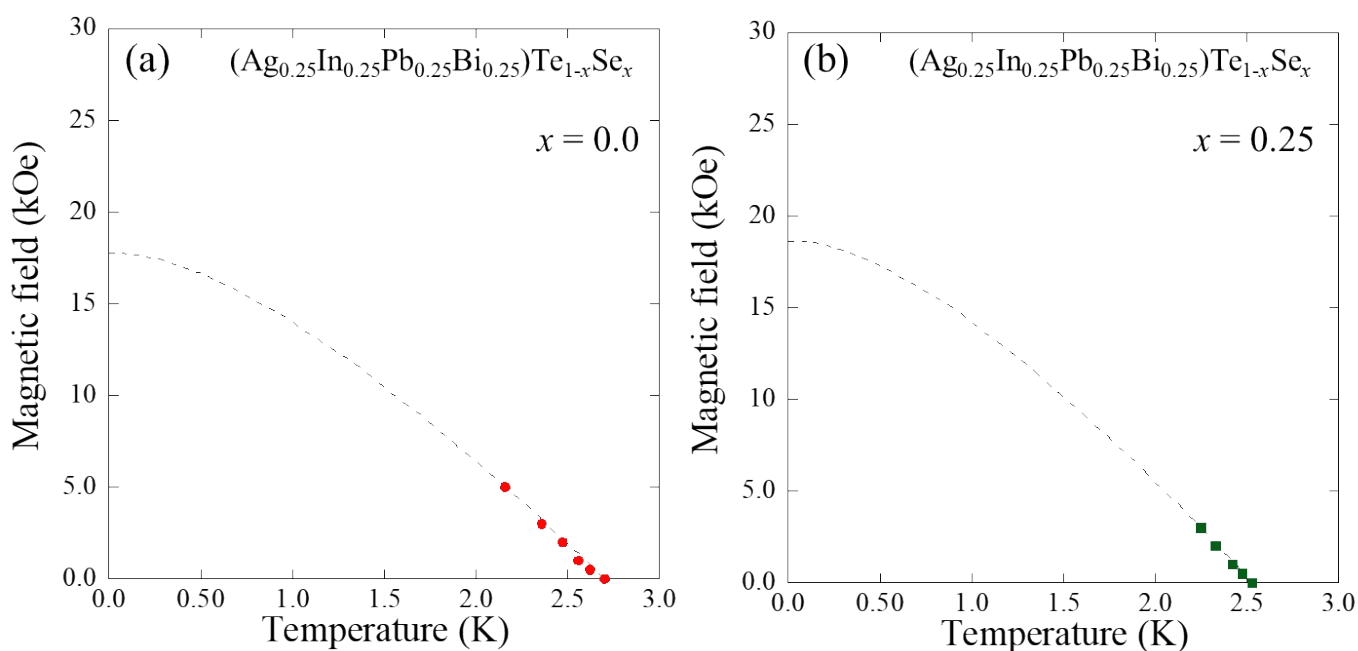 (a) (Ag₀.₂₅In₀.₂₅Pb₀.₂₅Bi₀.₂₅)Te₁₋ₓSeₓ
x = 0.0
Magnetic field (kOe)
30
25
20
15
10
5.0
0.0
0.0 0.50 1.0 1.5 2.0 2.5 3.0
Temperature (K)
(b) (Ag₀.₂₅In₀.₂₅Pb₀.₂₅Bi₀.₂₅)Te₁₋ₓSeₓ
x = 0.25
Magnetic field (kOe)
30
25
20
15
10
5.0
0.0
0.0 0.50 1.0 1.5 2.0 2.5 3.0
Temperature (K)